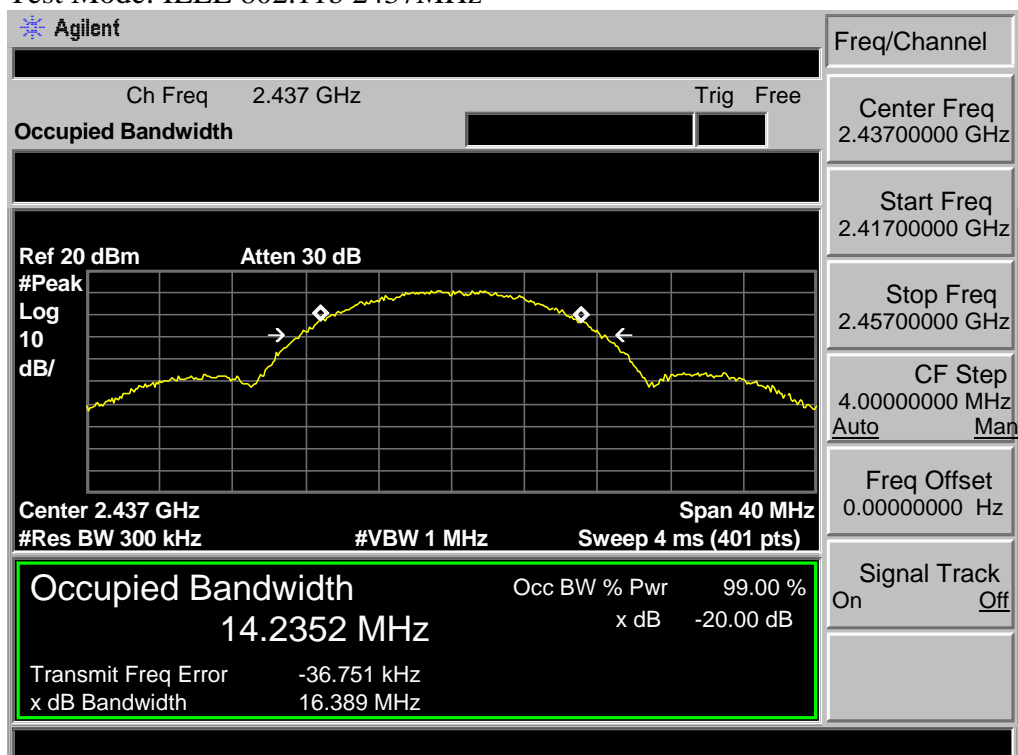 Test Mode: IEEE 802.11b 2437MHz
Agilent
Freq/Channel
Ch Freq 2.437 GHz Trig Free
Occupied Bandwidth
Center Freq
2.43700000 GHz
Start Freq
2.41700000 GHz
Stop Freq
2.45700000 GHz
CF Step
4.00000000 MHz
Auto Man
Freq Offset
0.00000000 Hz
Signal Track
On Off
Ref 20 dBm Atten 30 dB
#Peak
Log
10
dB/
Center 2.437 GHz Span 40 MHz
#Res BW 300 kHz #VBW 1 MHz Sweep 4 ms (401 pts)
Occupied Bandwidth Occ BW % Pwr 99.00 %
14.2352 MHz x dB -20.00 dB
Transmit Freq Error -36.751 kHz
x dB Bandwidth 16.389 MHz